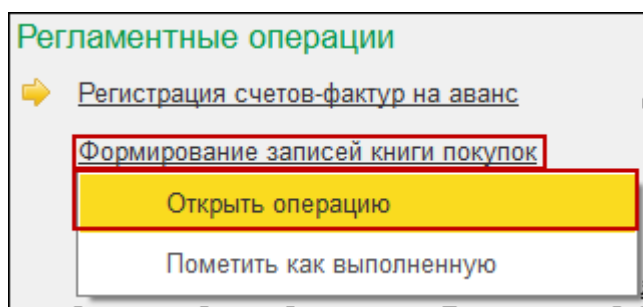 Регламентные операции
Регистрация счетов-фактур на аванс
Формирование записей книги покупок
Открыть операцию
Пометить как выполненную